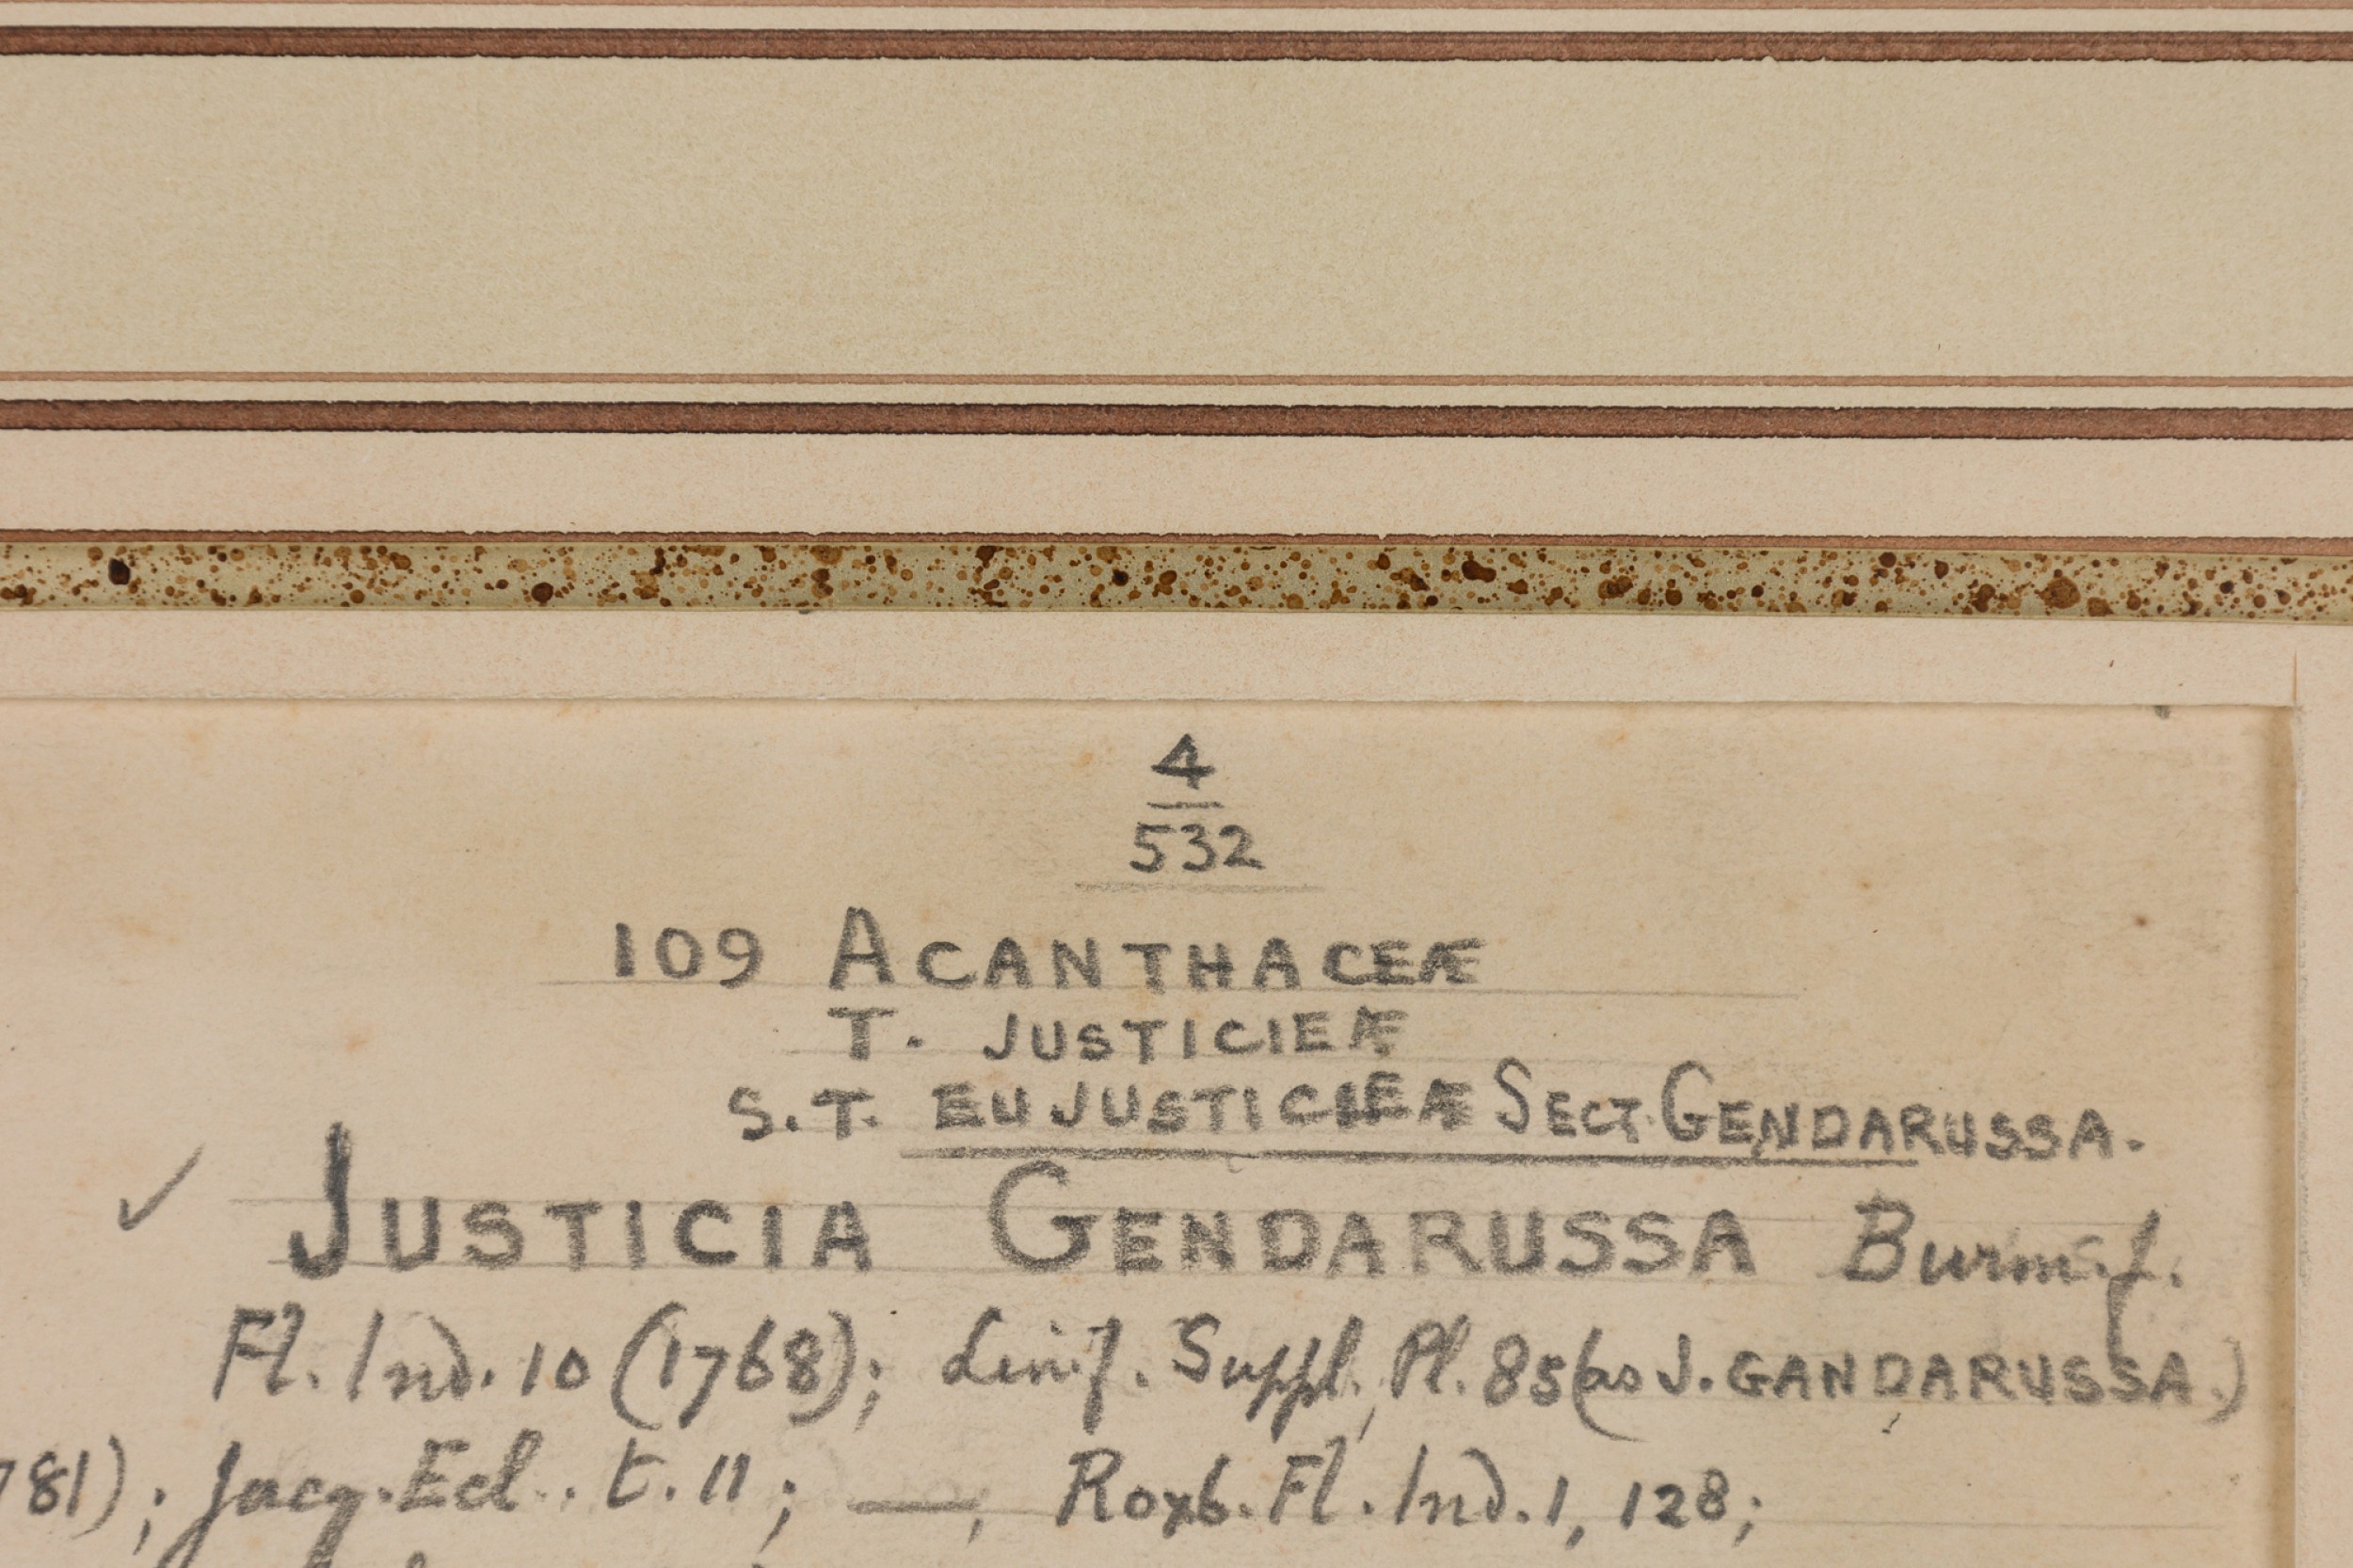 4
532
109 ACANTHACEÆ
T. JUSTICIEÆ
S.T. EUJUSTICIEÆ SECT. GENDARUSSA.
✓ JUSTICIA GENDARUSSA Burm. f.
Fl. Ind. 10 (1768); Lin. f. Suppl. Pl. 85 (as J. GANDARUSSA.)
781); Jacq. Ecl. t. 11; —, Roxb. Fl. Ind. 1, 128;